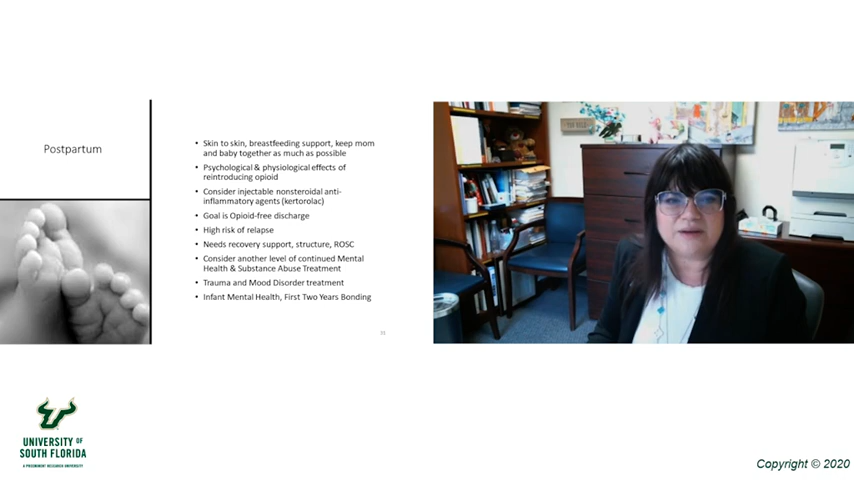 Postpartum
• Skin to skin, breastfeeding support, keep mom
and baby together as much as possible
• Psychological & physiological effects of
reintroducing opioid
• Consider injectable nonsteroidal anti-
inflammatory agents (kertorolac)
• Goal is Opioid-free discharge
• High risk of relapse
• Needs recovery support, structure, ROSC
• Consider another level of continued Mental
Health & Substance Abuse Treatment
• Trauma and Mood Disorder treatment
• Infant Mental Health, First Two Years Bonding
UNIVERSITY OF
SOUTH FLORIDA
A PREEMINENT RESEARCH UNIVERSITY
Copyright © 2020